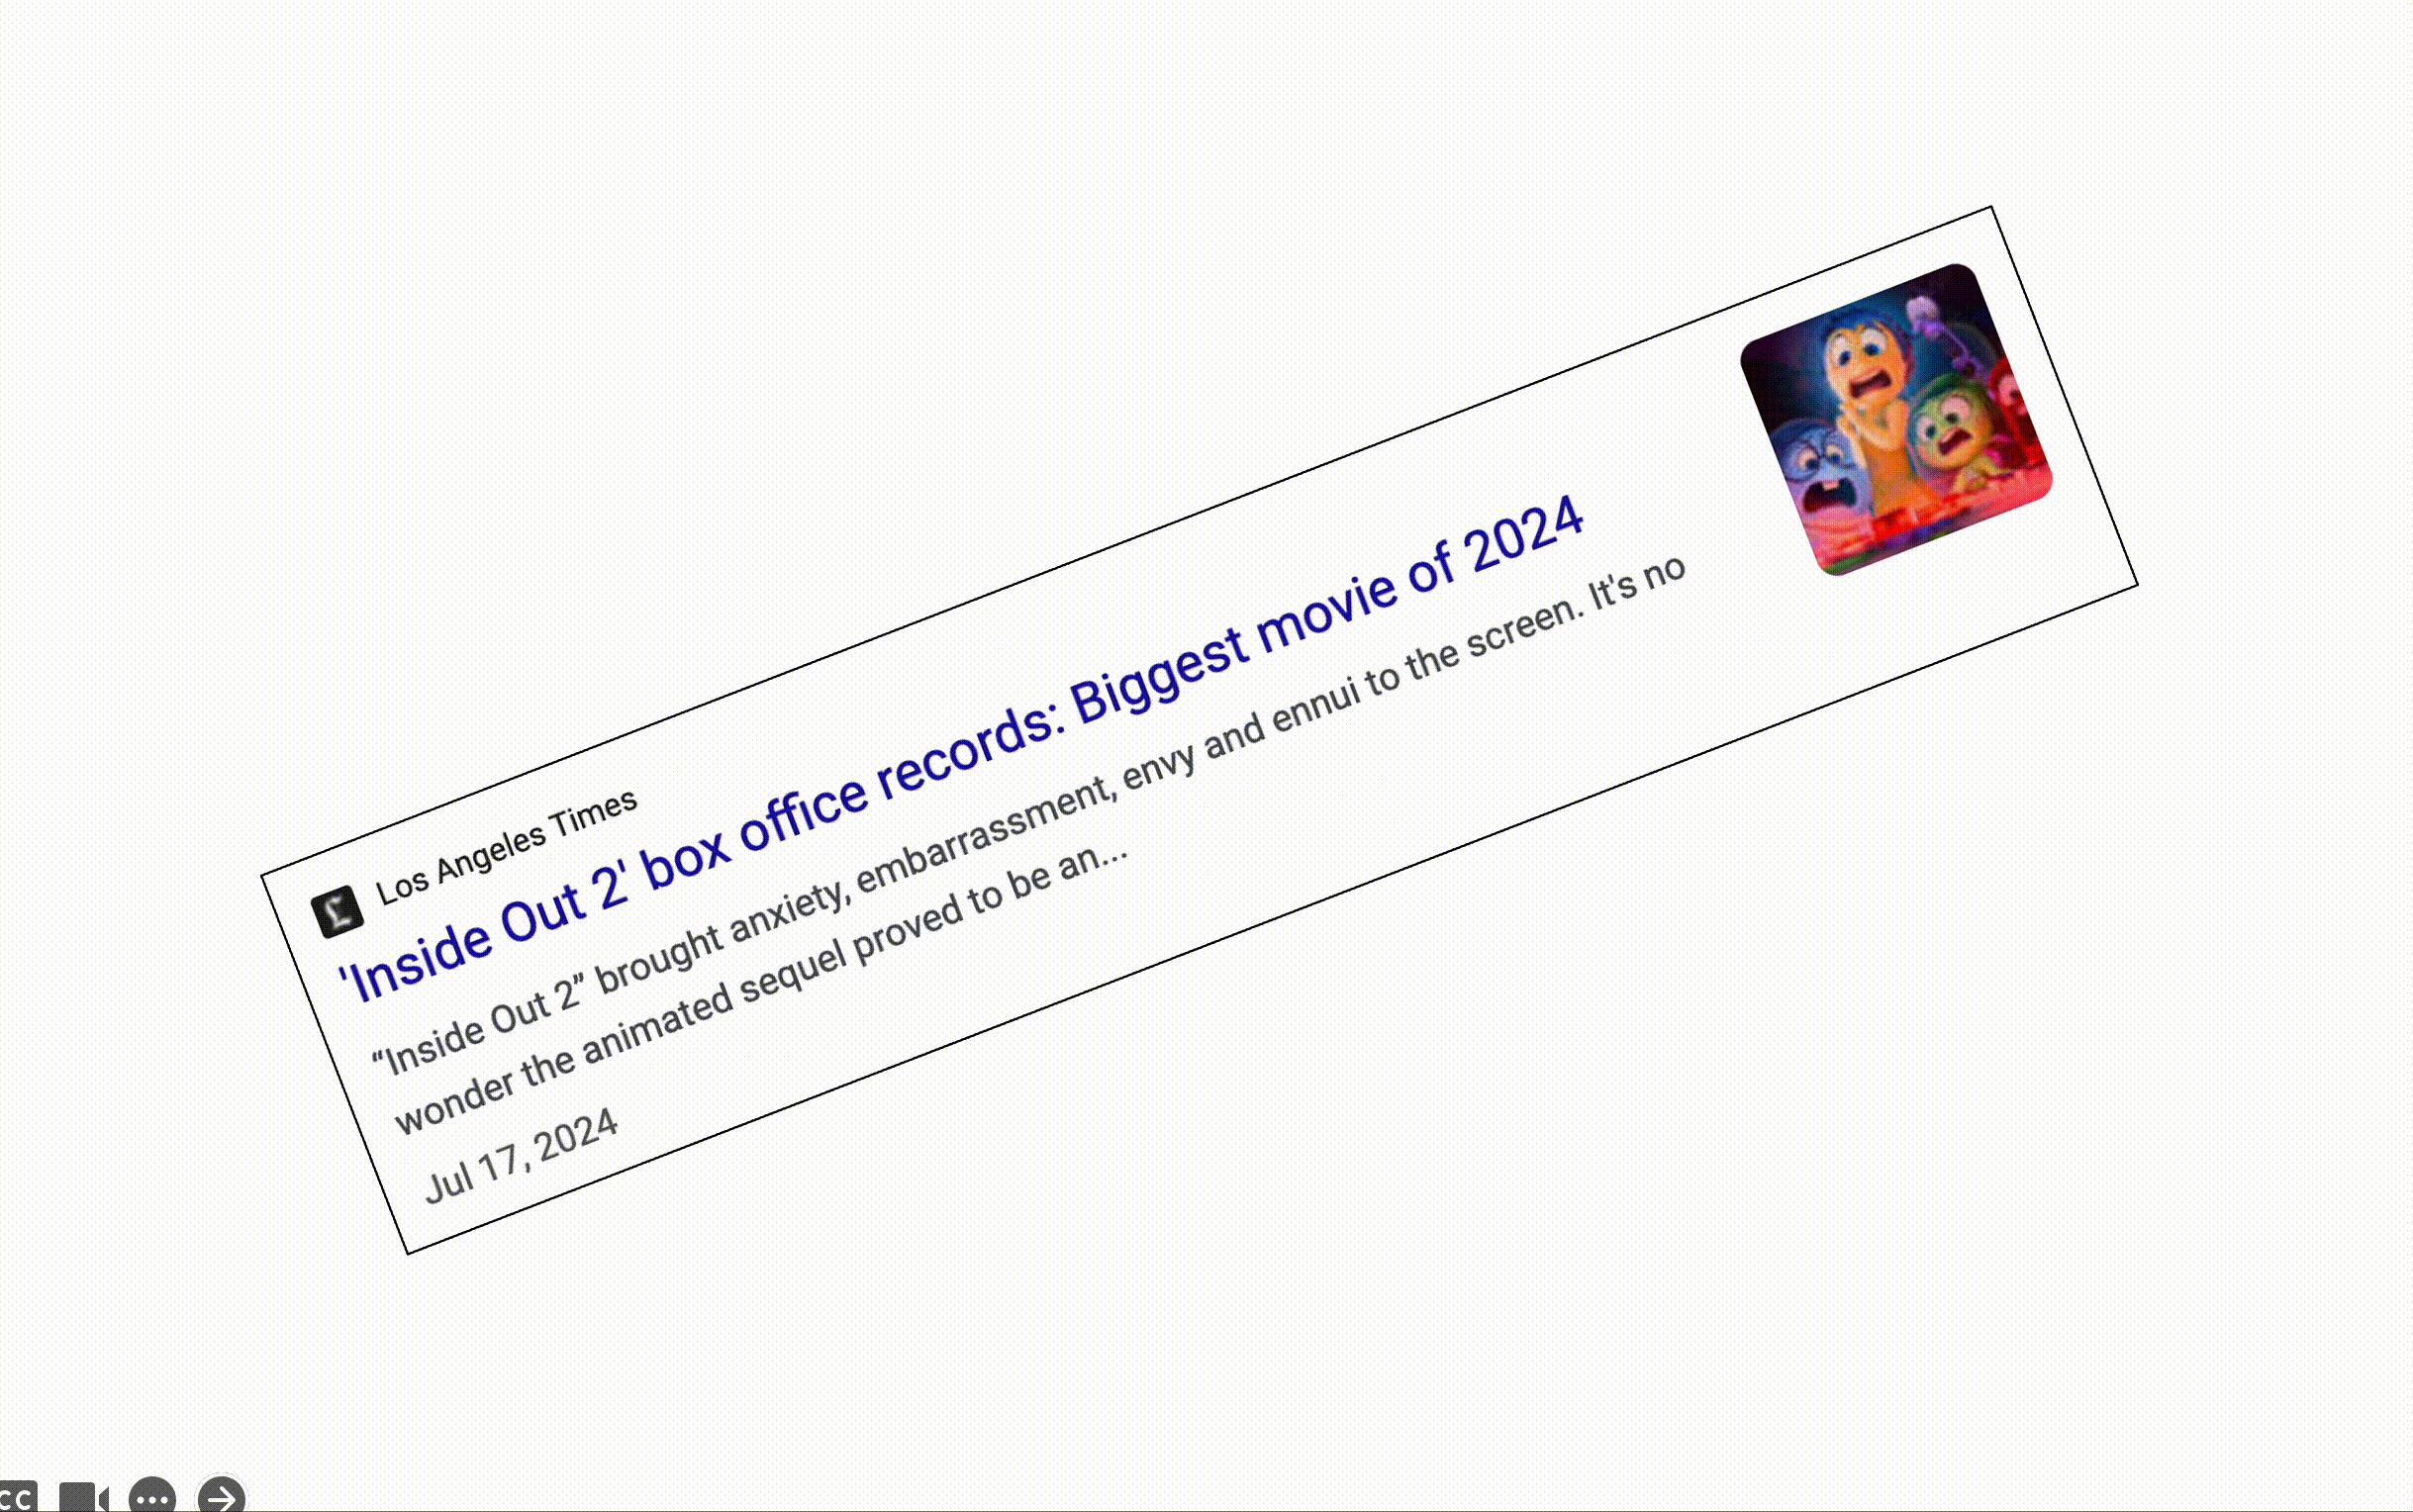 Los Angeles Times
'Inside Out 2' box office records: Biggest movie of 2024
“Inside Out 2” brought anxiety, embarrassment, envy and ennui to the screen. It's no
wonder the animated sequel proved to be an...
Jul 17, 2024
CC